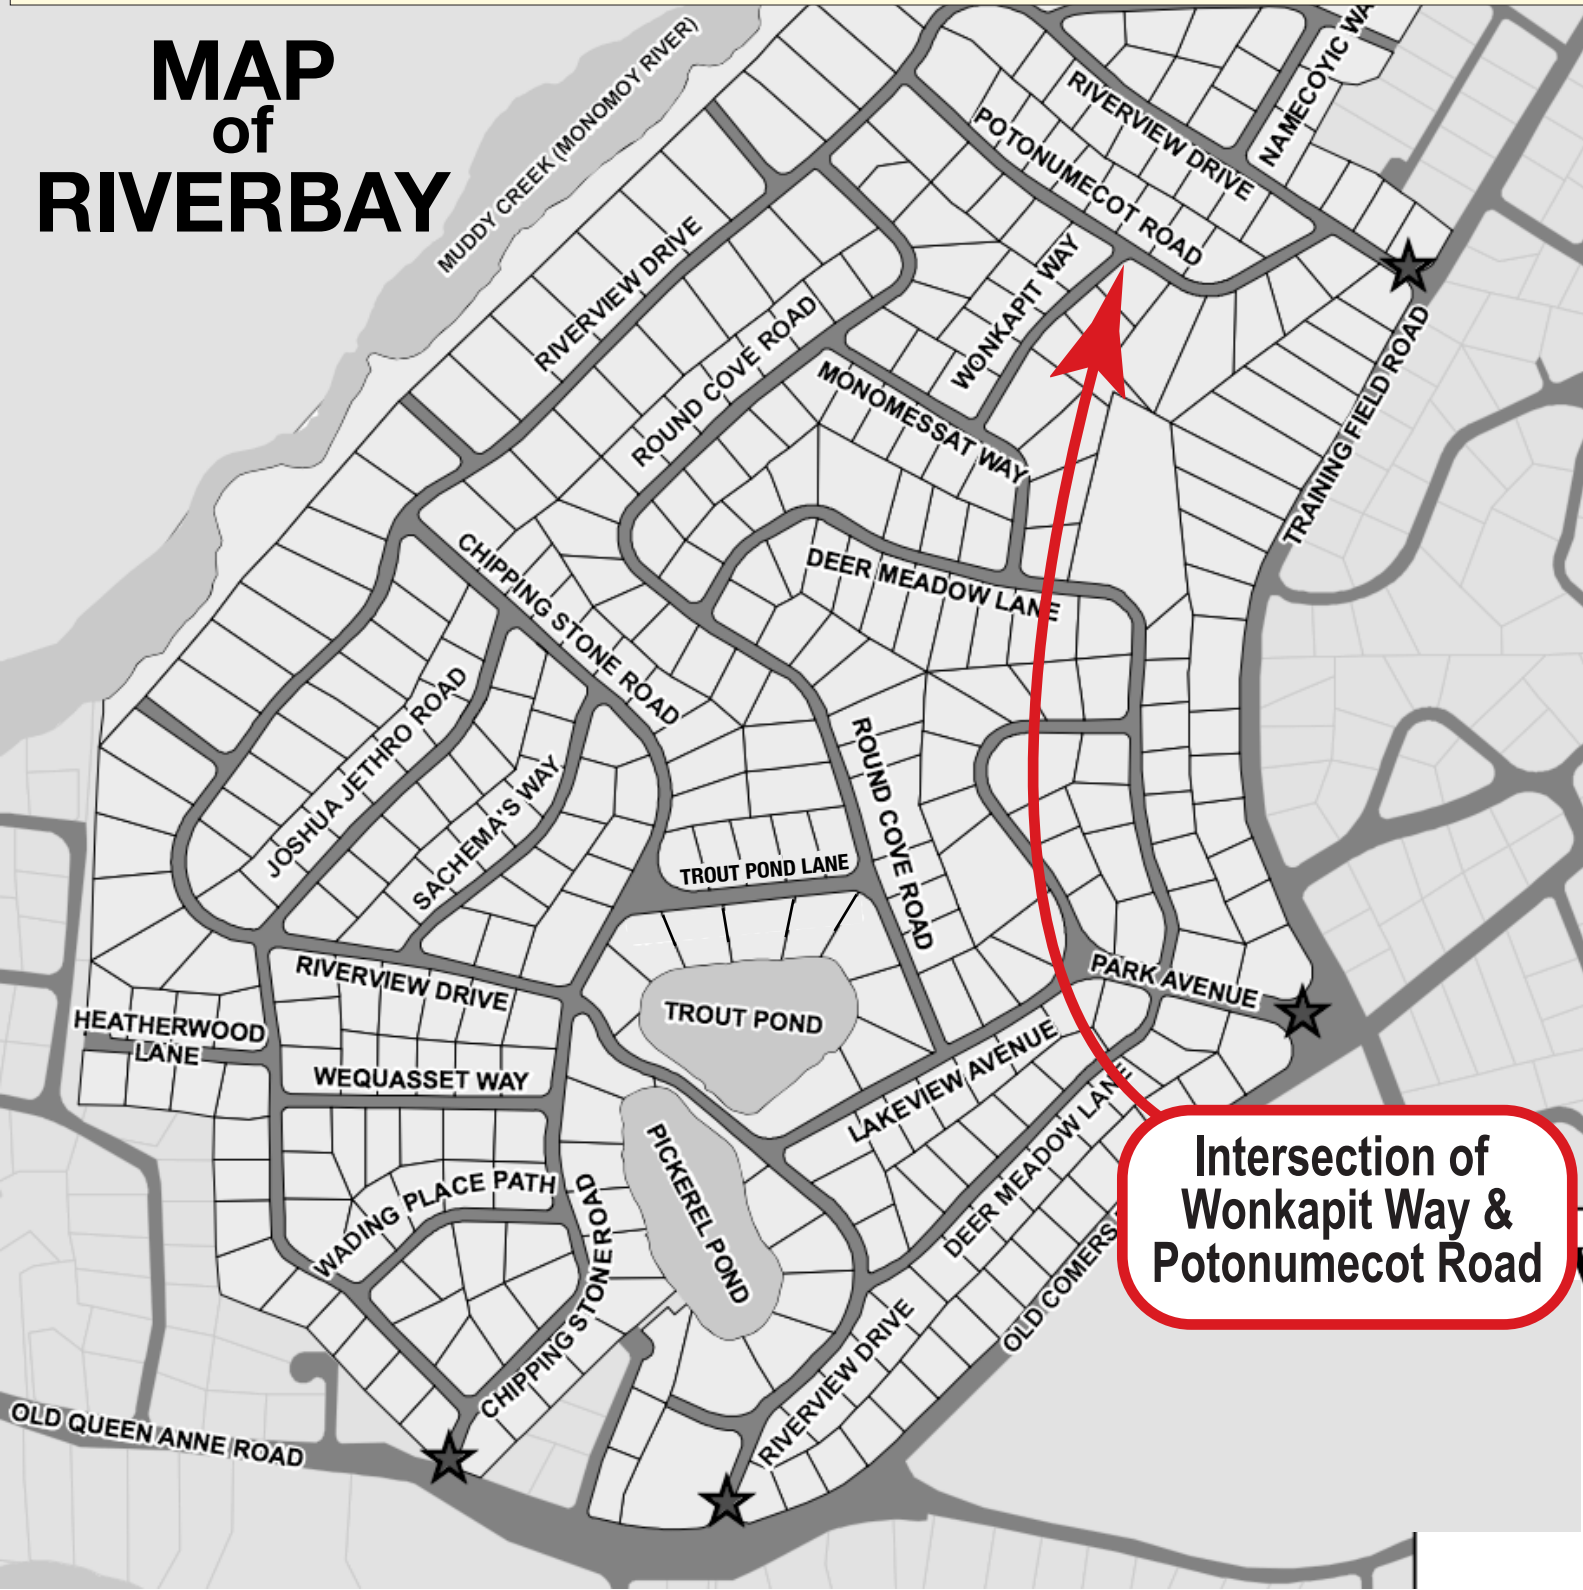 MAP
of
RIVERBAY
MUDDY CREEK (MONOMOY RIVER)
NAMECOYIC
RIVERVIEW DRIVE
POTONUMECOT ROAD
RIVERVIEW DRIVE
WONKAPIT WAY
ROUND COVE ROAD
MONOMESSAT WAY
TRAINING FIELD ROAD
CHIPPING STONE ROAD
DEER MEADOW LANE
JOSHUA JETHRO ROAD
SACHEMA'S WAY
ROUND COVE ROAD
TROUT POND LANE
RIVERVIEW DRIVE
PARK AVENUE
TROUT POND
HEATHERWOOD
LANE
WEQUASSET WAY
LAKEVIEW AVENUE
DEER MEADOW LANE
PICKEREL POND
WADING PLACE PATH
CHIPPING STONE ROAD
OLD COMERS
RIVERVIEW DRIVE
OLD QUEEN ANNE ROAD
Intersection of
Wonkapit Way &
Potonumecot Road